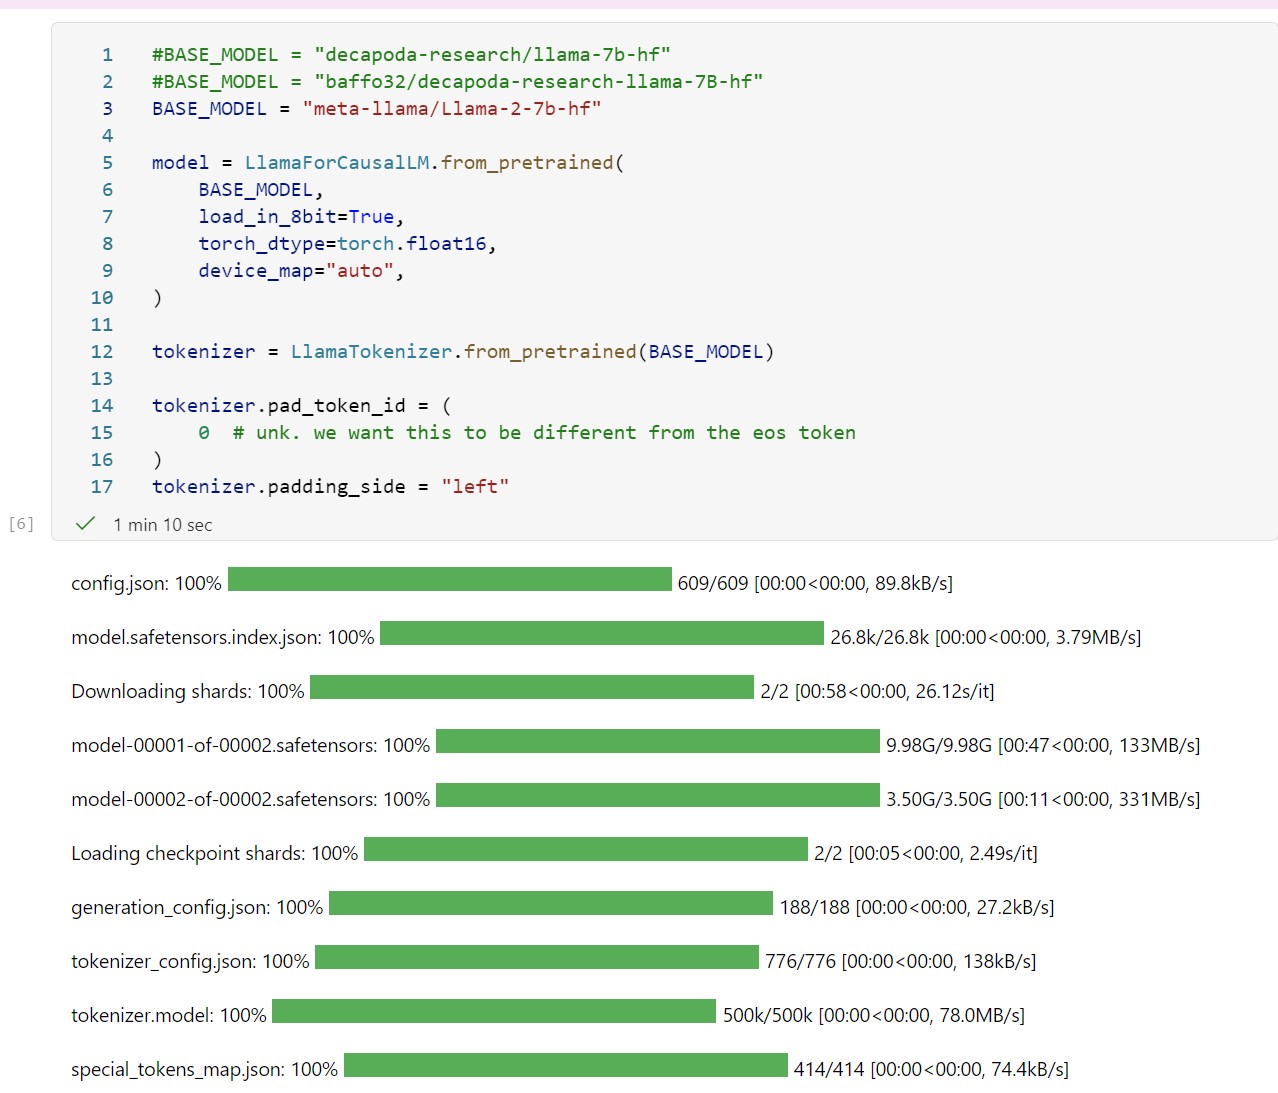 1 #BASE_MODEL = "decapoda-research/llama-7b-hf"
2 #BASE_MODEL = "baffo32/decapoda-research-llama-7B-hf"
3 BASE_MODEL = "meta-llama/Llama-2-7b-hf"
4
5 model = LlamaForCausalLM.from_pretrained(
6     BASE_MODEL,
7     load_in_8bit=True,
8     torch_dtype=torch.float16,
9     device_map="auto",
10 )
11
12 tokenizer = LlamaTokenizer.from_pretrained(BASE_MODEL)
13
14 tokenizer.pad_token_id = (
15     0  # unk. we want this to be different from the eos token
16 )
17 tokenizer.padding_side = "left"
[6] ✓ 1 min 10 sec
config.json: 100% 609/609 [00:00<00:00, 89.8kB/s]
model.safetensors.index.json: 100% 26.8k/26.8k [00:00<00:00, 3.79MB/s]
Downloading shards: 100% 2/2 [00:58<00:00, 26.12s/it]
model-00001-of-00002.safetensors: 100% 9.98G/9.98G [00:47<00:00, 133MB/s]
model-00002-of-00002.safetensors: 100% 3.50G/3.50G [00:11<00:00, 331MB/s]
Loading checkpoint shards: 100% 2/2 [00:05<00:00, 2.49s/it]
generation_config.json: 100% 188/188 [00:00<00:00, 27.2kB/s]
tokenizer_config.json: 100% 776/776 [00:00<00:00, 138kB/s]
tokenizer.model: 100% 500k/500k [00:00<00:00, 78.0MB/s]
special_tokens_map.json: 100% 414/414 [00:00<00:00, 74.4kB/s]